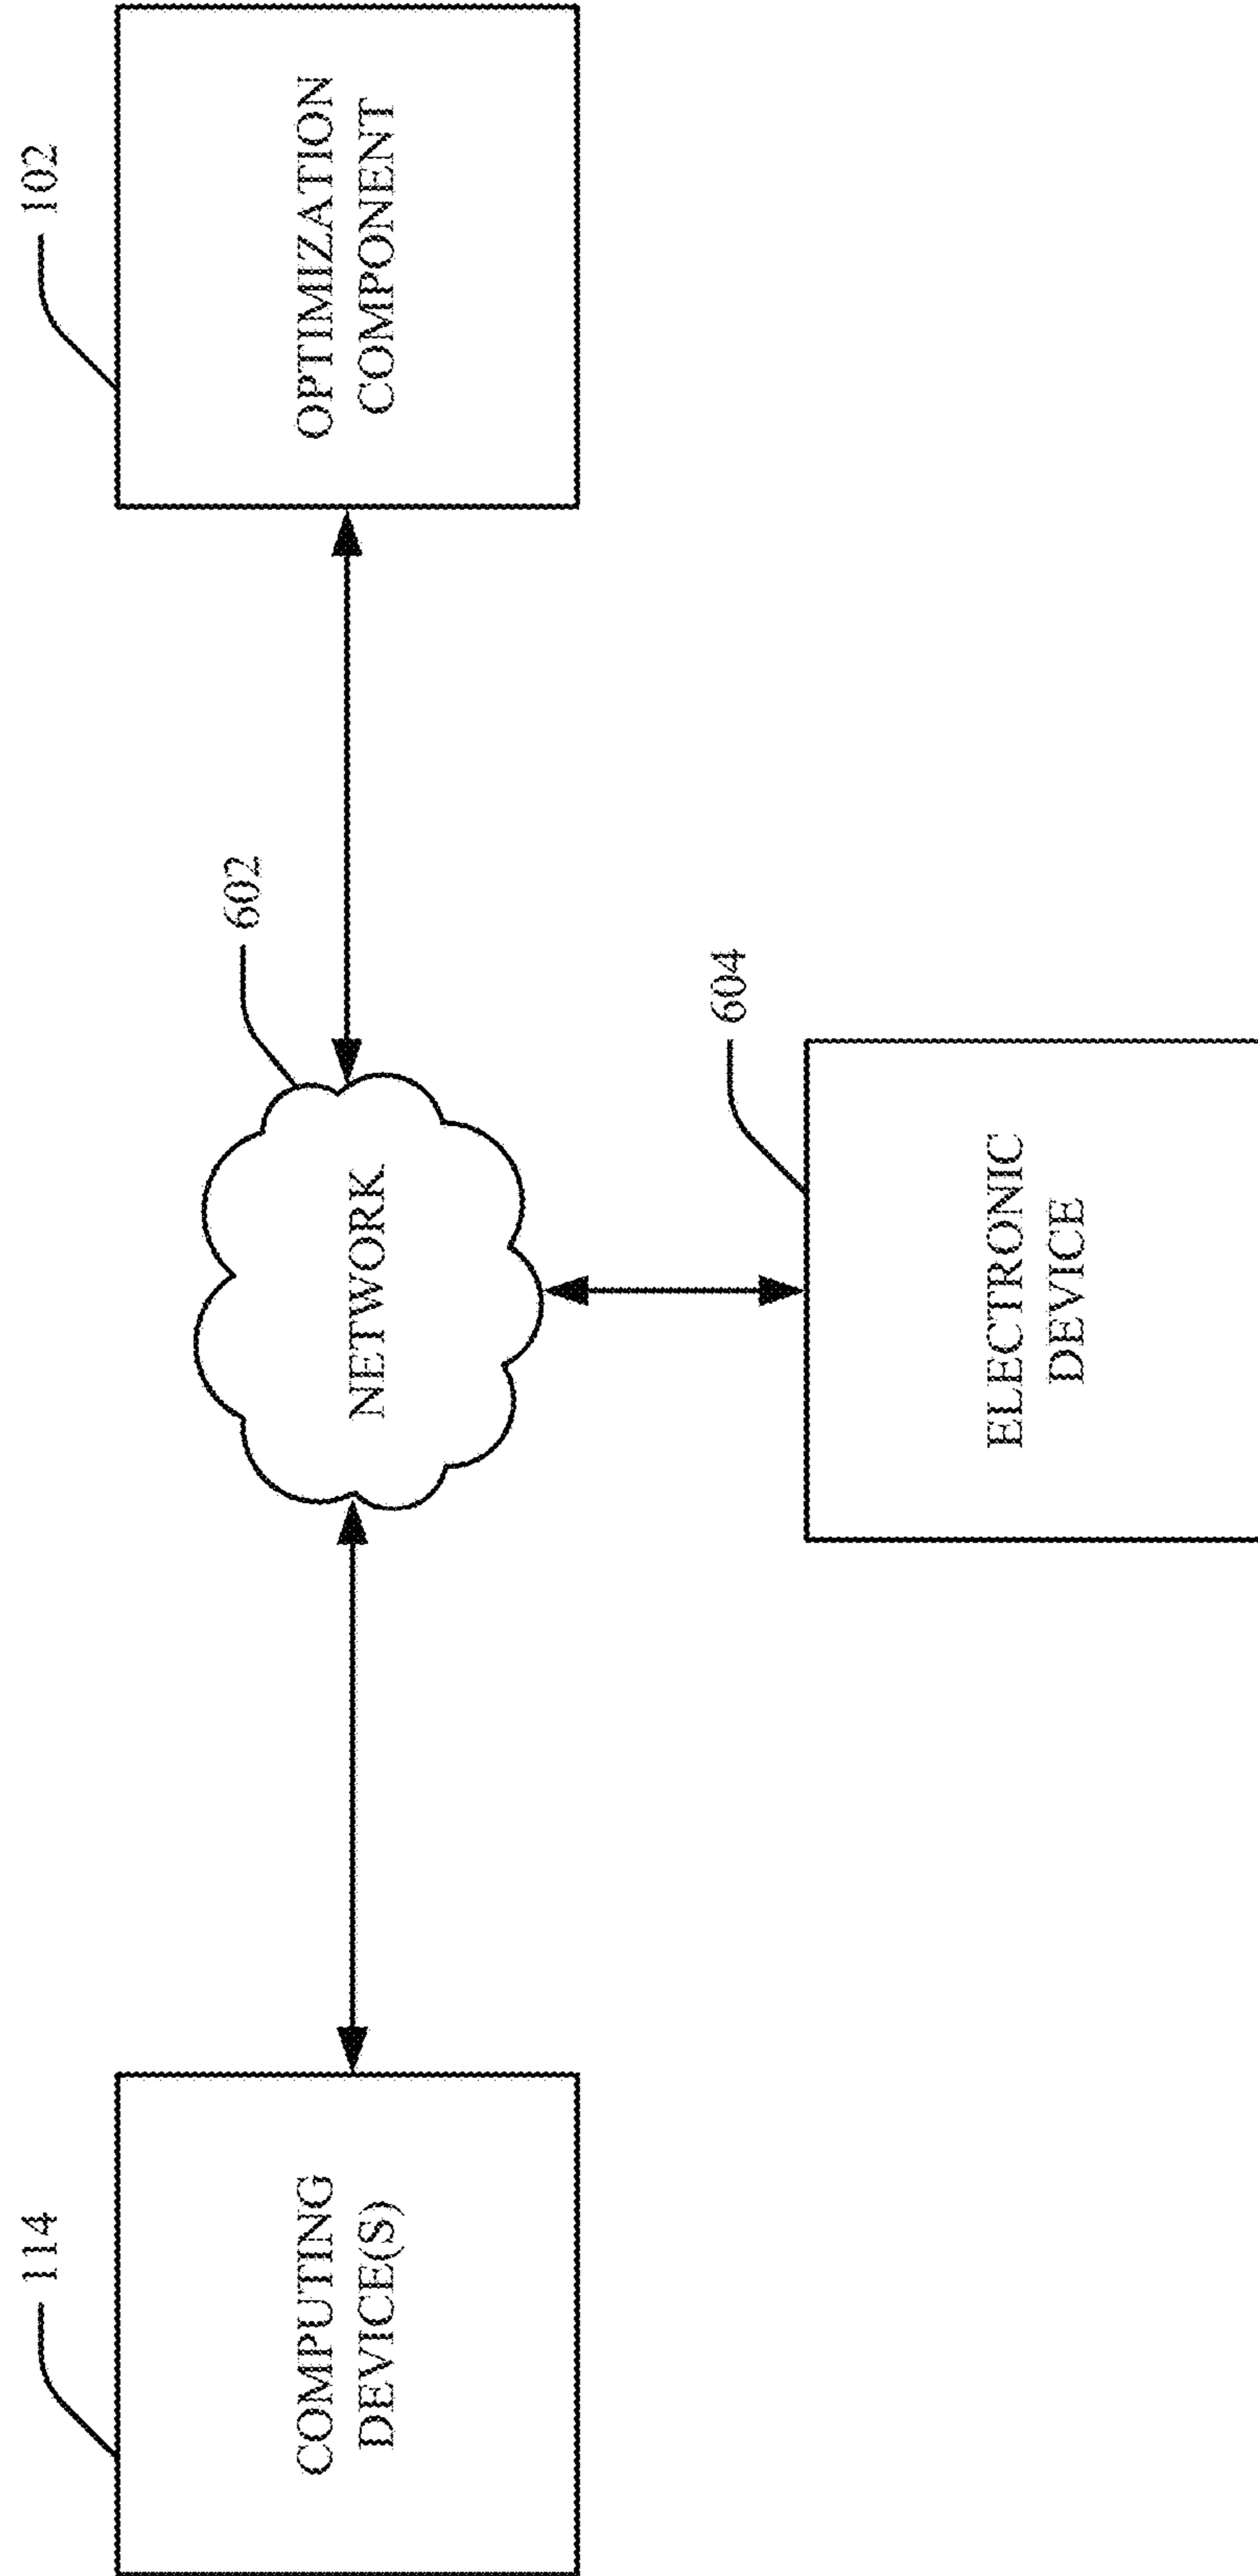 114
COMPUTING
DEVICE(S)
602
NETWORK
102
OPTIMIZATION
COMPONENT
604
ELECTRONIC
DEVICE